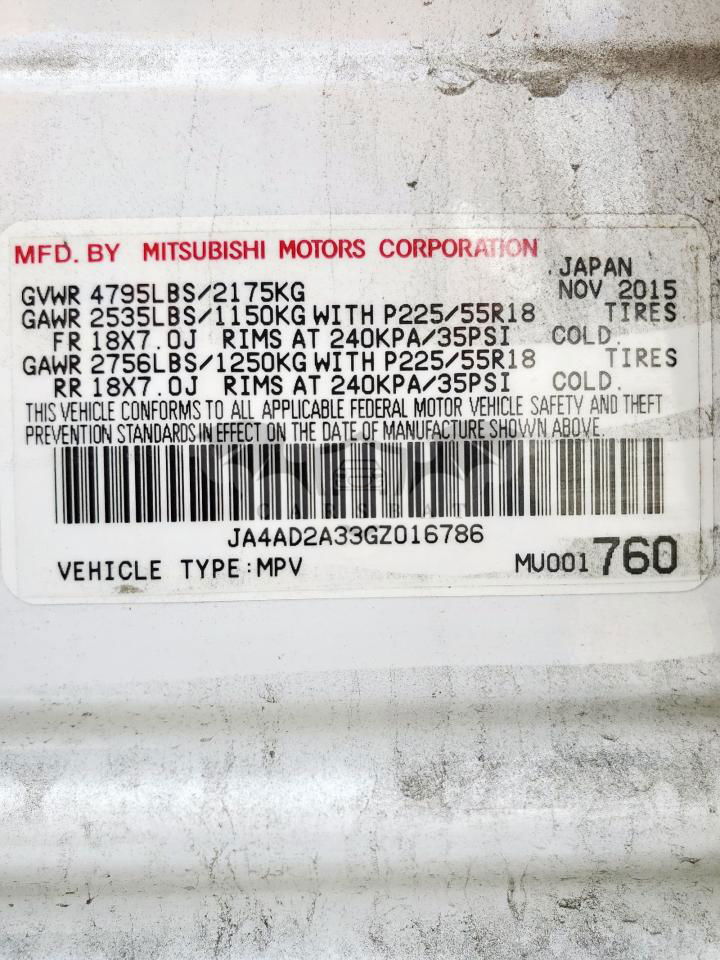 MFD. BY MITSUBISHI MOTORS CORPORATION
JAPAN
GVWR 4795LBS/2175KG NOV 2015
GAWR 2535LBS/1150KG WITH P225/55R18 TIRES
FR 18X7.0J RIMS AT 240KPA/35PSI COLD.
GAWR 2756LBS/1250KG WITH P225/55R18 TIRES
RR 18X7.0J RIMS AT 240KPA/35PSI COLD.
THIS VEHICLE CONFORMS TO ALL APPLICABLE FEDERAL MOTOR VEHICLE SAFETY AND THEFT
PREVENTION STANDARDS IN EFFECT ON THE DATE OF MANUFACTURE SHOWN ABOVE.
JA4AD2A33GZ016786
VEHICLE TYPE:MPV MU001760